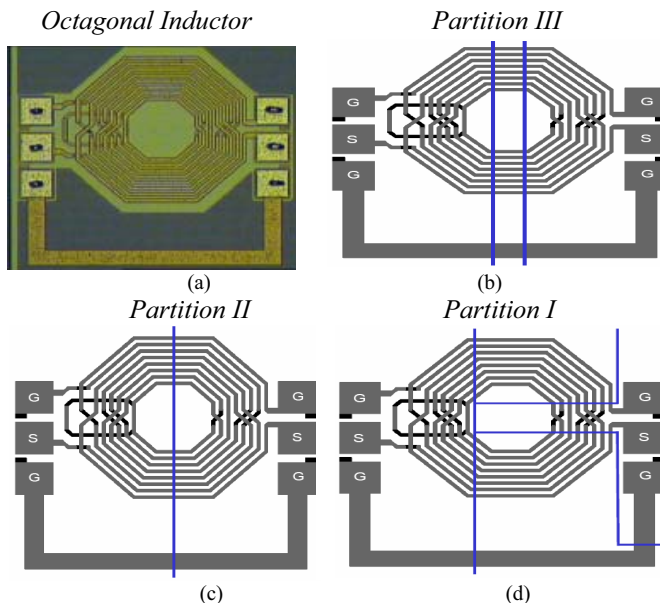 Octagonal Inductor
Partition III
G
S
G
G
S
G
(a)
(b)
Partition II
Partition I
G
S
G
G
S
G
G
S
G
G
S
G
(c)
(d)